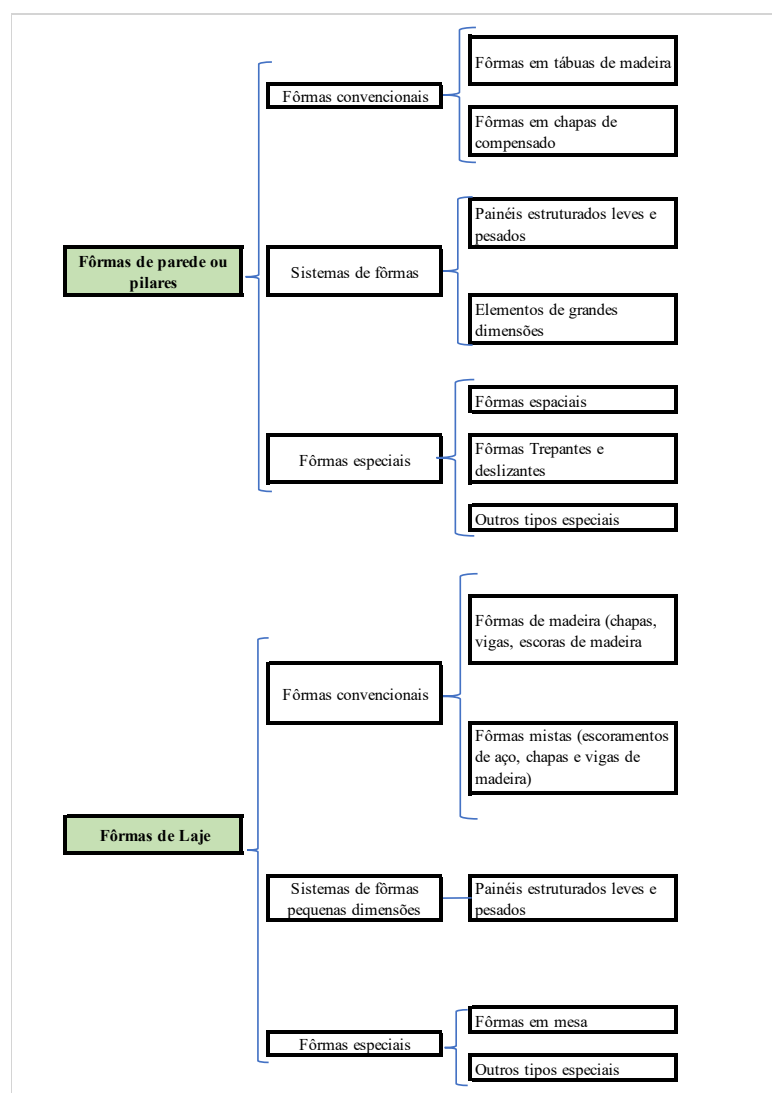 Fôrmas em tábuas de madeira
Fôrmas convencionais
Fôrmas em chapas de
compensado
Painéis estruturados leves e
pesados
Fôrmas de parede ou
pilares
Sistemas de fôrmas
Elementos de grandes
dimensões
Fôrmas espaciais
Fôrmas especiais
Fôrmas Trepantes e
deslizantes
Outros tipos especiais
Fôrmas de madeira (chapas,
vigas, escoras de madeira
Fôrmas convencionais
Fôrmas mistas (escoramentos
de aço, chapas e vigas de
madeira)
Fôrmas de Laje
Sistemas de fôrmas
pequenas dimensões
Painéis estruturados leves e
pesados
Fôrmas em mesa
Fôrmas especiais
Outros tipos especiais